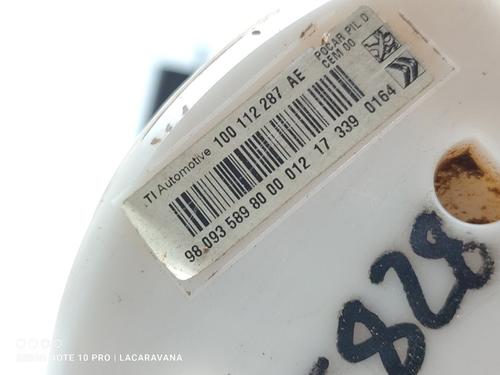 TI Automotive 100 112 287 AE
POCAR PIL D
CEM 00
98 093 589 80 00 012 17 339 0164
828
NOTE 10 PRO | LACARAVANA